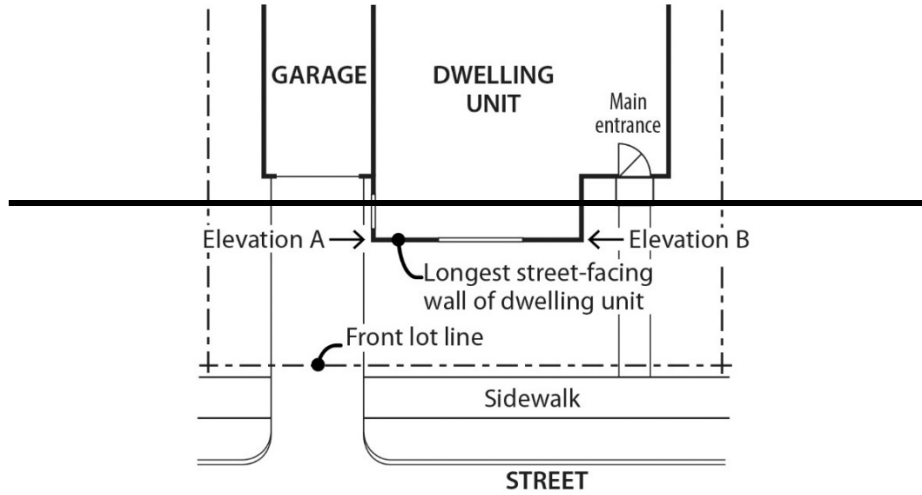 GARAGE
DWELLING
UNIT
Main
entrance
Elevation A
Elevation B
Longest street-facing
wall of dwelling unit
Front lot line
Sidewalk
STREET